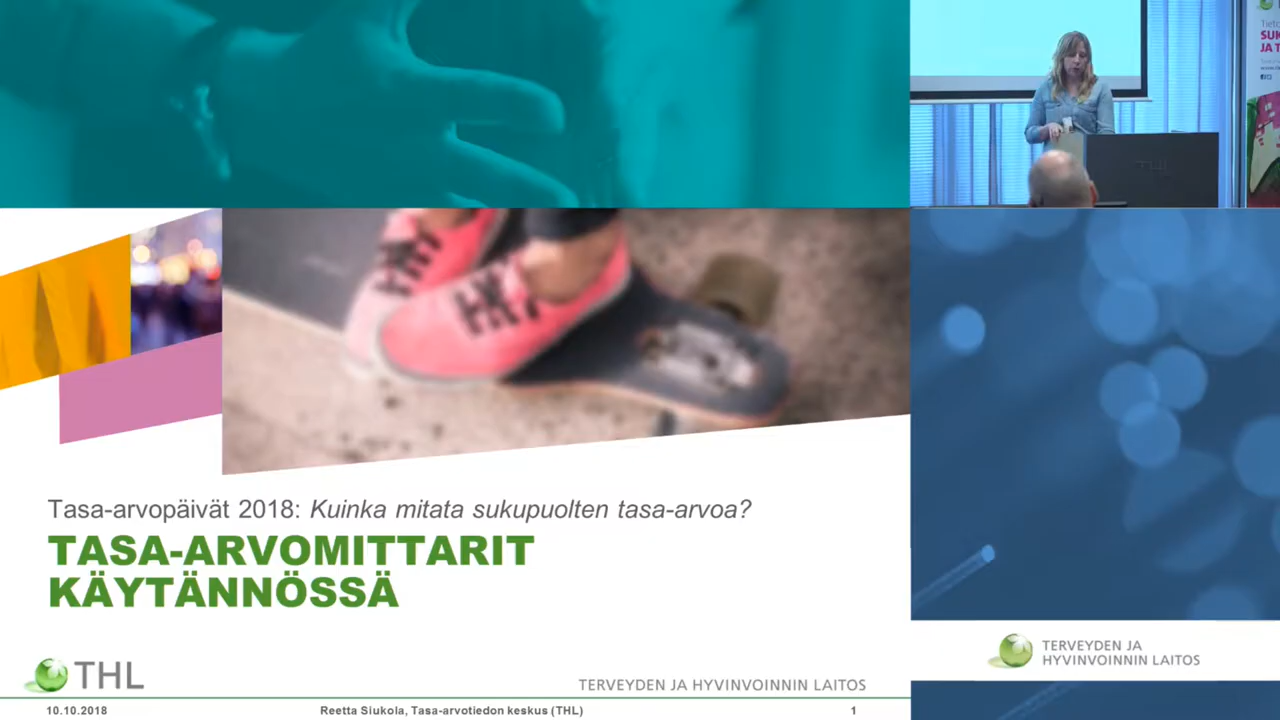 Tasa-arvopäivät 2018: Kuinka mitata sukupuolten tasa-arvoa?
TASA-ARVOMITTARIT
KÄYTÄNNÖSSÄ
THL
TERVEYDEN JA HYVINVOINNIN LAITOS
10.10.2018
Reetta Siukola, Tasa-arvotiedon keskus (THL)
1
THL
TERVEYDEN JA
HYVINVOINNIN LAITOS